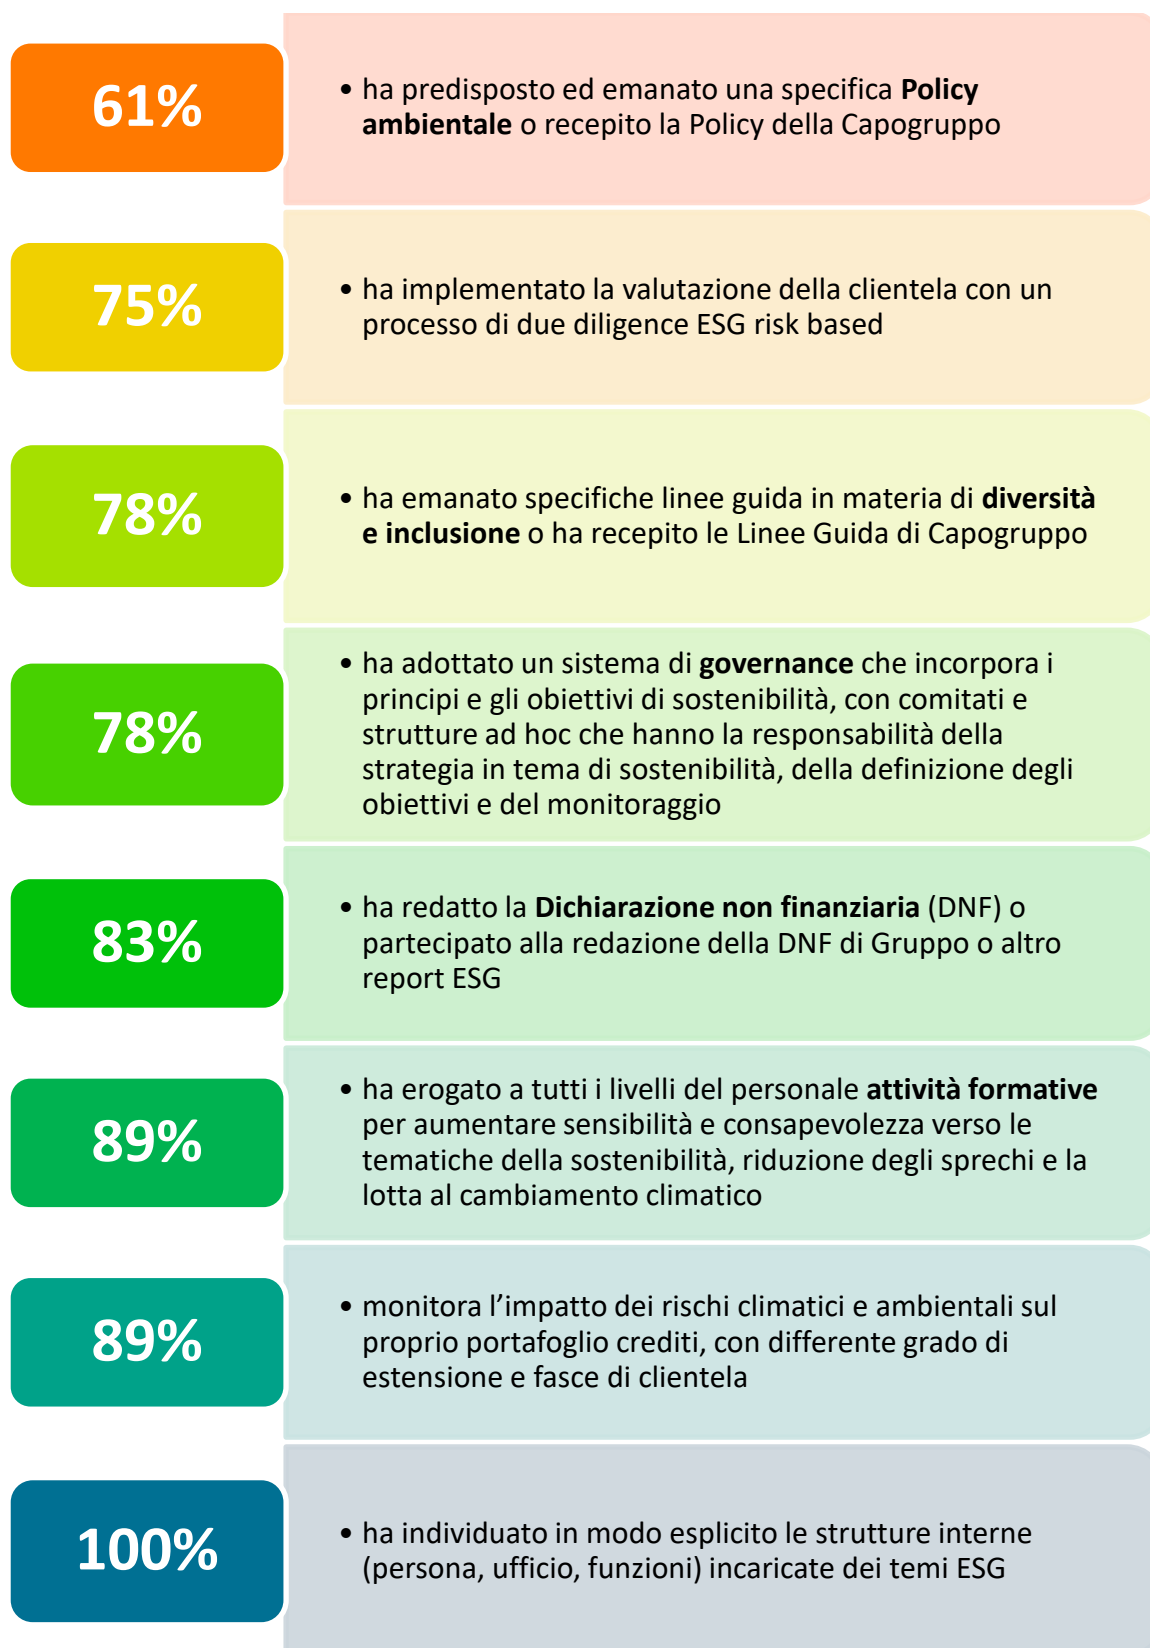 61%
• ha predisposto ed emanato una specifica Policy
ambientale o recepito la Policy della Capogruppo
75%
• ha implementato la valutazione della clientela con un
processo di due diligence ESG risk based
78%
• ha emanato specifiche linee guida in materia di diversità
e inclusione o ha recepito le Linee Guida di Capogruppo
78%
• ha adottato un sistema di governance che incorpora i
principi e gli obiettivi di sostenibilità, con comitati e
strutture ad hoc che hanno la responsabilità della
strategia in tema di sostenibilità, della definizione degli
obiettivi e del monitoraggio
83%
• ha redatto la Dichiarazione non finanziaria (DNF) o
partecipato alla redazione della DNF di Gruppo o altro
report ESG
89%
• ha erogato a tutti i livelli del personale attività formative
per aumentare sensibilità e consapevolezza verso le
tematiche della sostenibilità, riduzione degli sprechi e la
lotta al cambiamento climatico
89%
• monitora l’impatto dei rischi climatici e ambientali sul
proprio portafoglio crediti, con differente grado di
estensione e fasce di clientela
100%
• ha individuato in modo esplicito le strutture interne
(persona, ufficio, funzioni) incaricate dei temi ESG